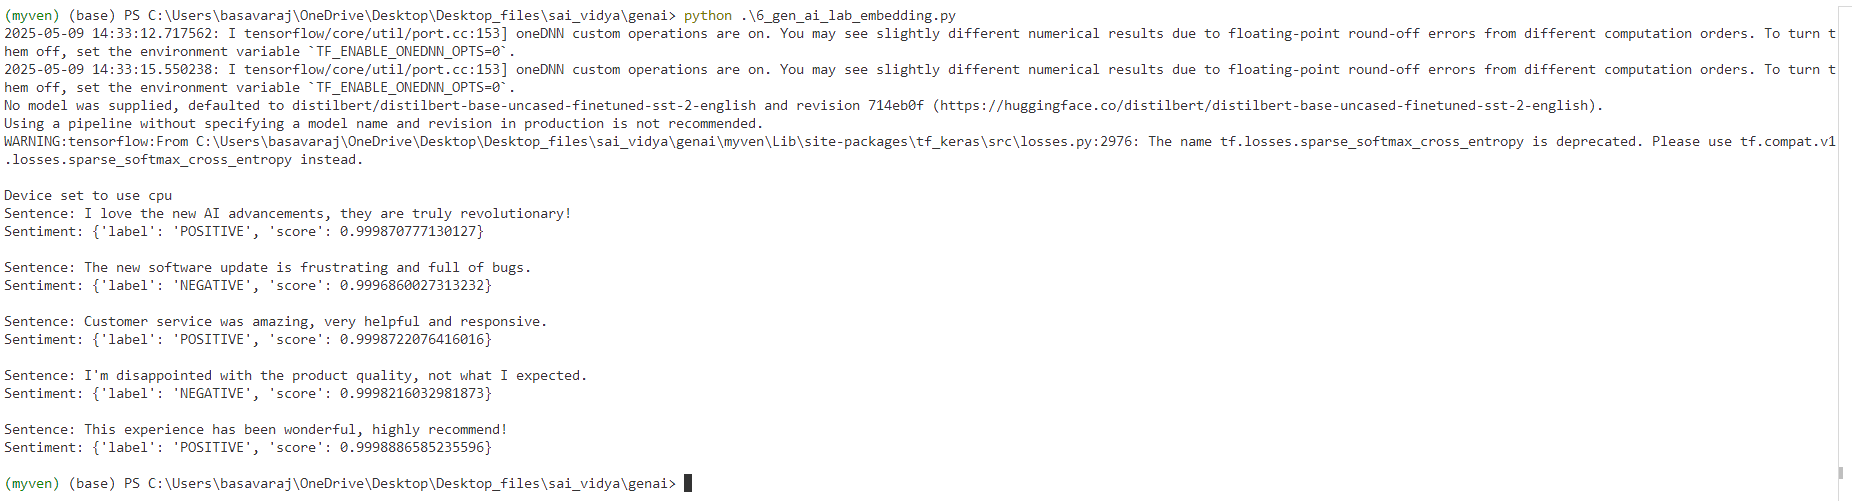 (myven) (base) PS C:\Users\basavaraj\OneDrive\Desktop\Desktop_files\sai_vidya\genai> python .\6_gen_ai_lab_embedding.py
2025-05-09 14:33:12.717562: I tensorflow/core/util/port.cc:153] oneDNN custom operations are on. You may see slightly different numerical results due to floating-point round-off errors from different computation orders. To turn t
hem off, set the environment variable `TF_ENABLE_ONEDNN_OPTS=0`.
2025-05-09 14:33:15.550238: I tensorflow/core/util/port.cc:153] oneDNN custom operations are on. You may see slightly different numerical results due to floating-point round-off errors from different computation orders. To turn t
hem off, set the environment variable `TF_ENABLE_ONEDNN_OPTS=0`.
No model was supplied, defaulted to distilbert/distilbert-base-uncased-finetuned-sst-2-english and revision 714eb0f (https://huggingface.co/distilbert/distilbert-base-uncased-finetuned-sst-2-english).
Using a pipeline without specifying a model name and revision in production is not recommended.
WARNING:tensorflow:From C:\Users\basavaraj\OneDrive\Desktop\Desktop_files\sai_vidya\genai\myven\Lib\site-packages\tf_keras\src\losses.py:2976: The name tf.losses.sparse_softmax_cross_entropy is deprecated. Please use tf.compat.v1
.losses.sparse_softmax_cross_entropy instead.

Device set to use cpu
Sentence: I love the new AI advancements, they are truly revolutionary!
Sentiment: {'label': 'POSITIVE', 'score': 0.999870777130127}

Sentence: The new software update is frustrating and full of bugs.
Sentiment: {'label': 'NEGATIVE', 'score': 0.9996860027313232}

Sentence: Customer service was amazing, very helpful and responsive.
Sentiment: {'label': 'POSITIVE', 'score': 0.9998722076416016}

Sentence: I'm disappointed with the product quality, not what I expected.
Sentiment: {'label': 'NEGATIVE', 'score': 0.9998216032981873}

Sentence: This experience has been wonderful, highly recommend!
Sentiment: {'label': 'POSITIVE', 'score': 0.9998886585235596}

(myven) (base) PS C:\Users\basavaraj\OneDrive\Desktop\Desktop_files\sai_vidya\genai>